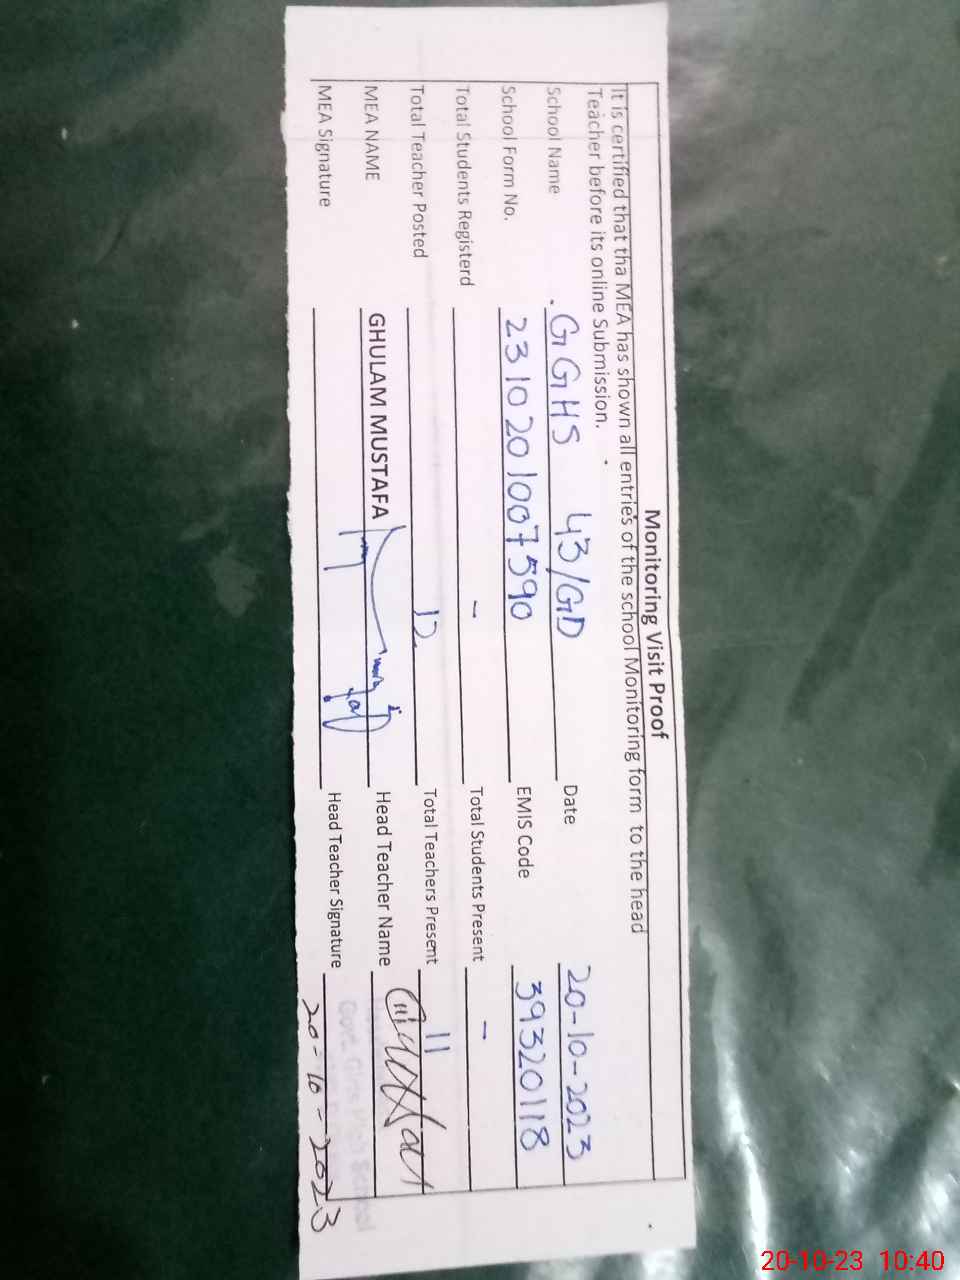 Monitoring Visit Proof
It is certified that tha MEA has shown all entries of the school Monitoring form to the head
Teacher before its online Submission.
School Name .GGHS 43/GD Date 20-10-2023
School Form No. 2310201007590 EMIS Code 39320118
Total Students Registerd - Total Students Present -
Total Teacher Posted 12 Total Teachers Present 11
MEA NAME GHULAM MUSTAFA Head Teacher Name
MEA Signature Head Teacher Signature
20-10-2023
Govt. Girls High School
20-10-23 10:40